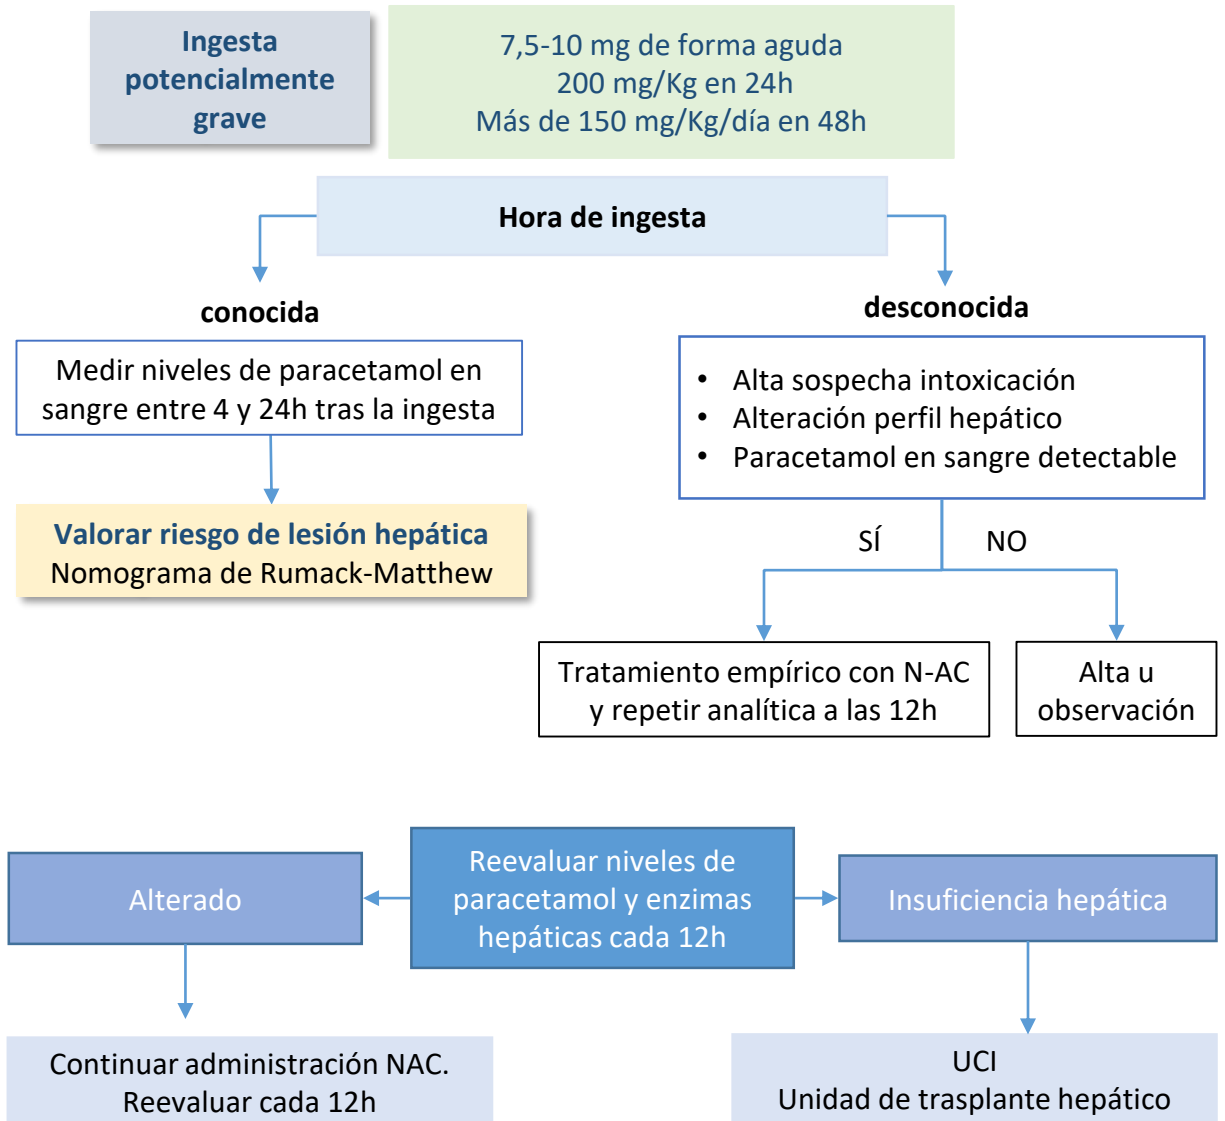 Ingesta
potencialmente
grave
7,5-10 mg de forma aguda
200 mg/Kg en 24h
Más de 150 mg/Kg/día en 48h
Hora de ingesta
conocida
desconocida
Medir niveles de paracetamol en
sangre entre 4 y 24h tras la ingesta
• Alta sospecha intoxicación
• Alteración perfil hepático
• Paracetamol en sangre detectable
Valorar riesgo de lesión hepática
Nomograma de Rumack-Matthew
SÍ
NO
Tratamiento empírico con N-AC
y repetir analítica a las 12h
Alta u
observación
Reevaluar niveles de
paracetamol y enzimas
hepáticas cada 12h
Alterado
Insuficiencia hepática
Continuar administración NAC.
Reevaluar cada 12h
UCI
Unidad de trasplante hepático